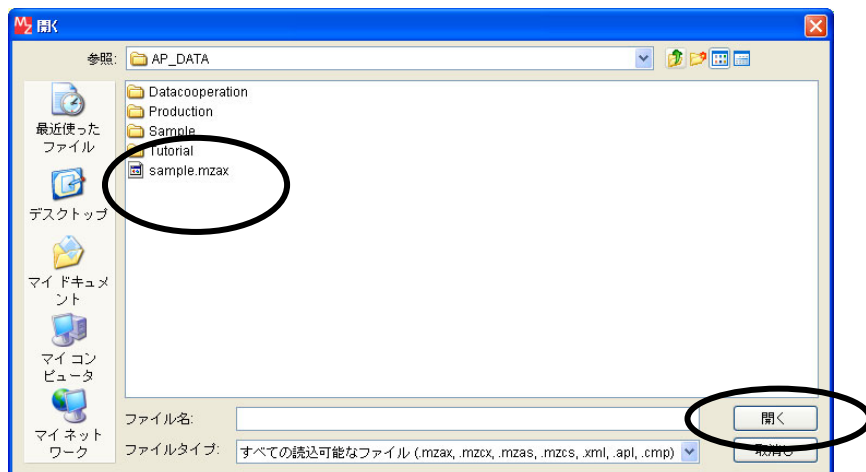 MZ 開く
参照: AP_DATA
Datacooperation
Production
Sample
Tutorial
sample.mzax
最近使った
ファイル
デスクトップ
マイ ドキュメ
ント
マイ コン
ピュータ
マイ ネット
ワーク
ファイル名:
開く
ファイルタイプ: すべての読込可能なファイル (.mzax, .mzcx, .mzas, .mzcs, .xml, .apl, .cmp)
取消し